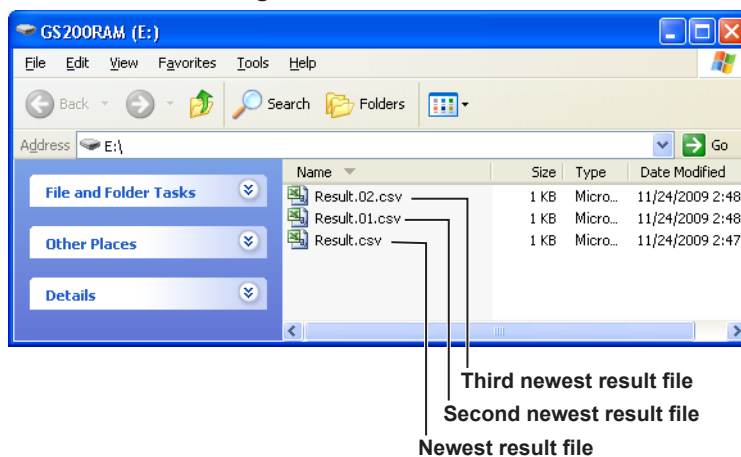 GS200RAM (E:)
File Edit View Favorites Tools Help
Back Search Folders
Address E:\ Go
Name Size Type Date Modified
File and Folder Tasks
Result.02.csv 1 KB Micro... 11/24/2009 2:48
Result.01.csv 1 KB Micro... 11/24/2009 2:48
Other Places
Result.csv 1 KB Micro... 11/24/2009 2:47
Details
Third newest result file
Second newest result file
Newest result file